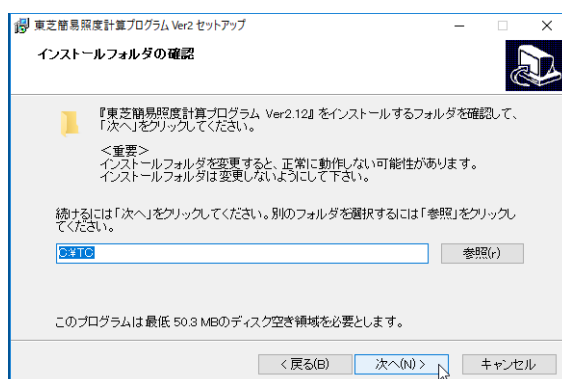 東芝簡易照度計算プログラム Ver2 セットアップ
インストールフォルダの確認
『東芝簡易照度計算プログラム Ver2.12』をインストールするフォルダを確認して、
「次へ」をクリックしてください。
<重要>
インストールフォルダを変更すると、正常に動作しない可能性があります。
インストールフォルダは変更しないようにして下さい。
続けるには「次へ」をクリックしてください。別のフォルダを選択するには「参照」をクリックし
てください。
C:¥TC
参照(r)
このプログラムは最低 50.3 MBのディスク空き領域を必要とします。
< 戻る(B)
次へ(N) >
キャンセル